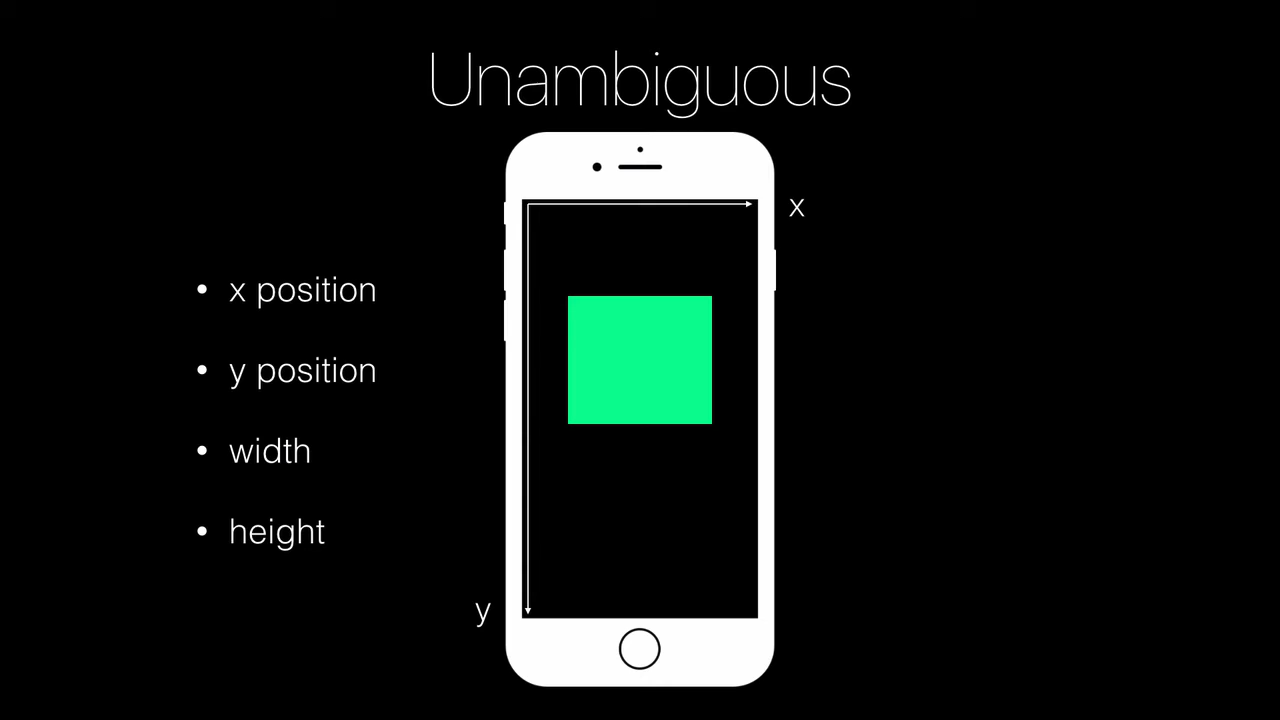 Unambiguous
x
• x position
• y position
• width
• height
y